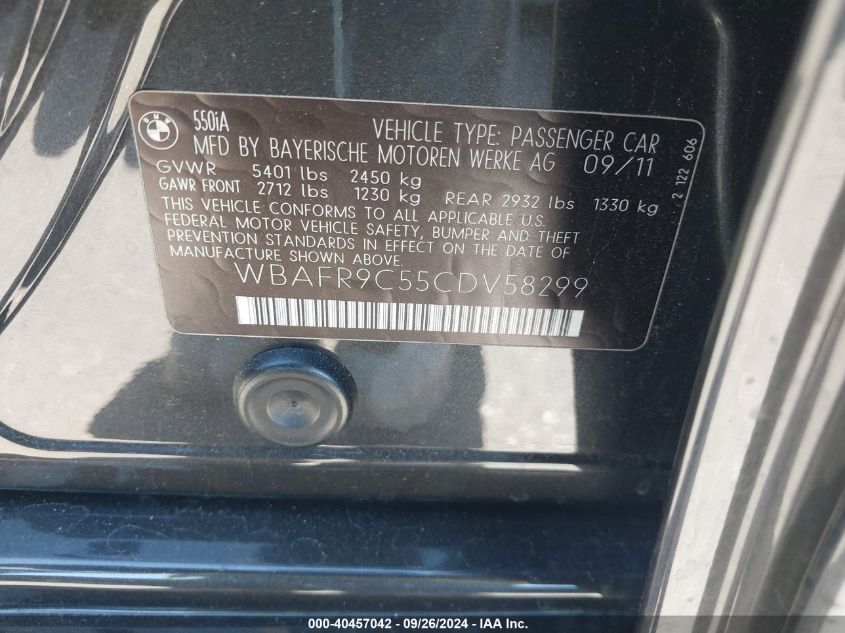 BMW
550iA
VEHICLE TYPE: PASSENGER CAR
MFD BY BAYERISCHE MOTOREN WERKE AG 09/11
GVWR 5401 lbs 2450 kg
GAWR FRONT 2712 lbs 1230 kg REAR 2932 lbs 1330 kg
THIS VEHICLE CONFORMS TO ALL APPLICABLE U.S.
FEDERAL MOTOR VEHICLE SAFETY, BUMPER AND THEFT
PREVENTION STANDARDS IN EFFECT ON THE DATE OF
MANUFACTURE SHOWN ABOVE.
WBAFR9C55CDV58299
2 122 606
000-40457042 - 09/26/2024 - IAA Inc.